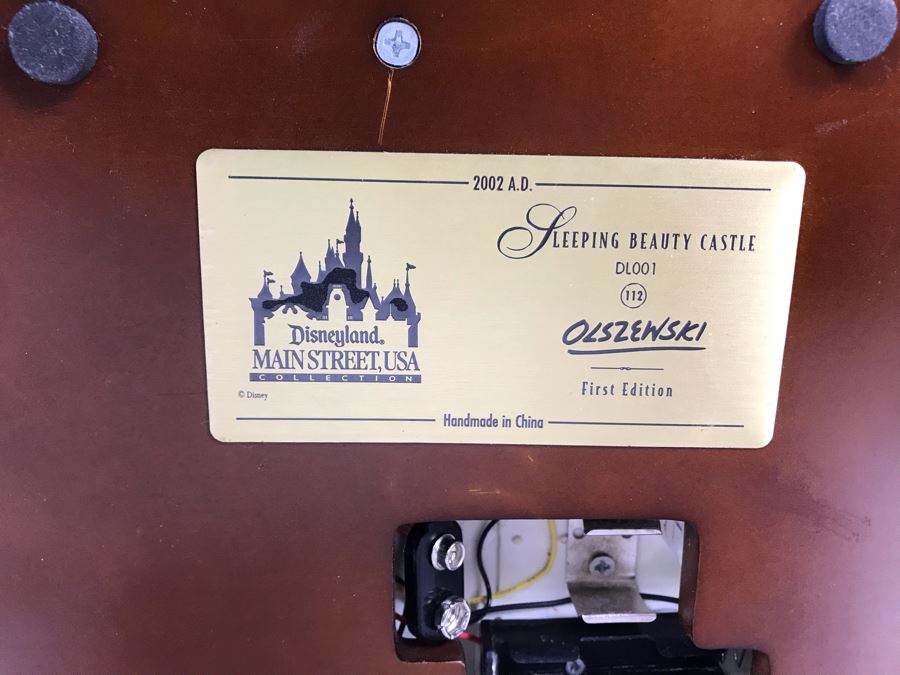 2002 A.D.
Disneyland®
MAIN STREET, USA
COLLECTION
© Disney
SLEEPING BEAUTY CASTLE
DL001
112
OLSZEWSKI
First Edition
Handmade in China